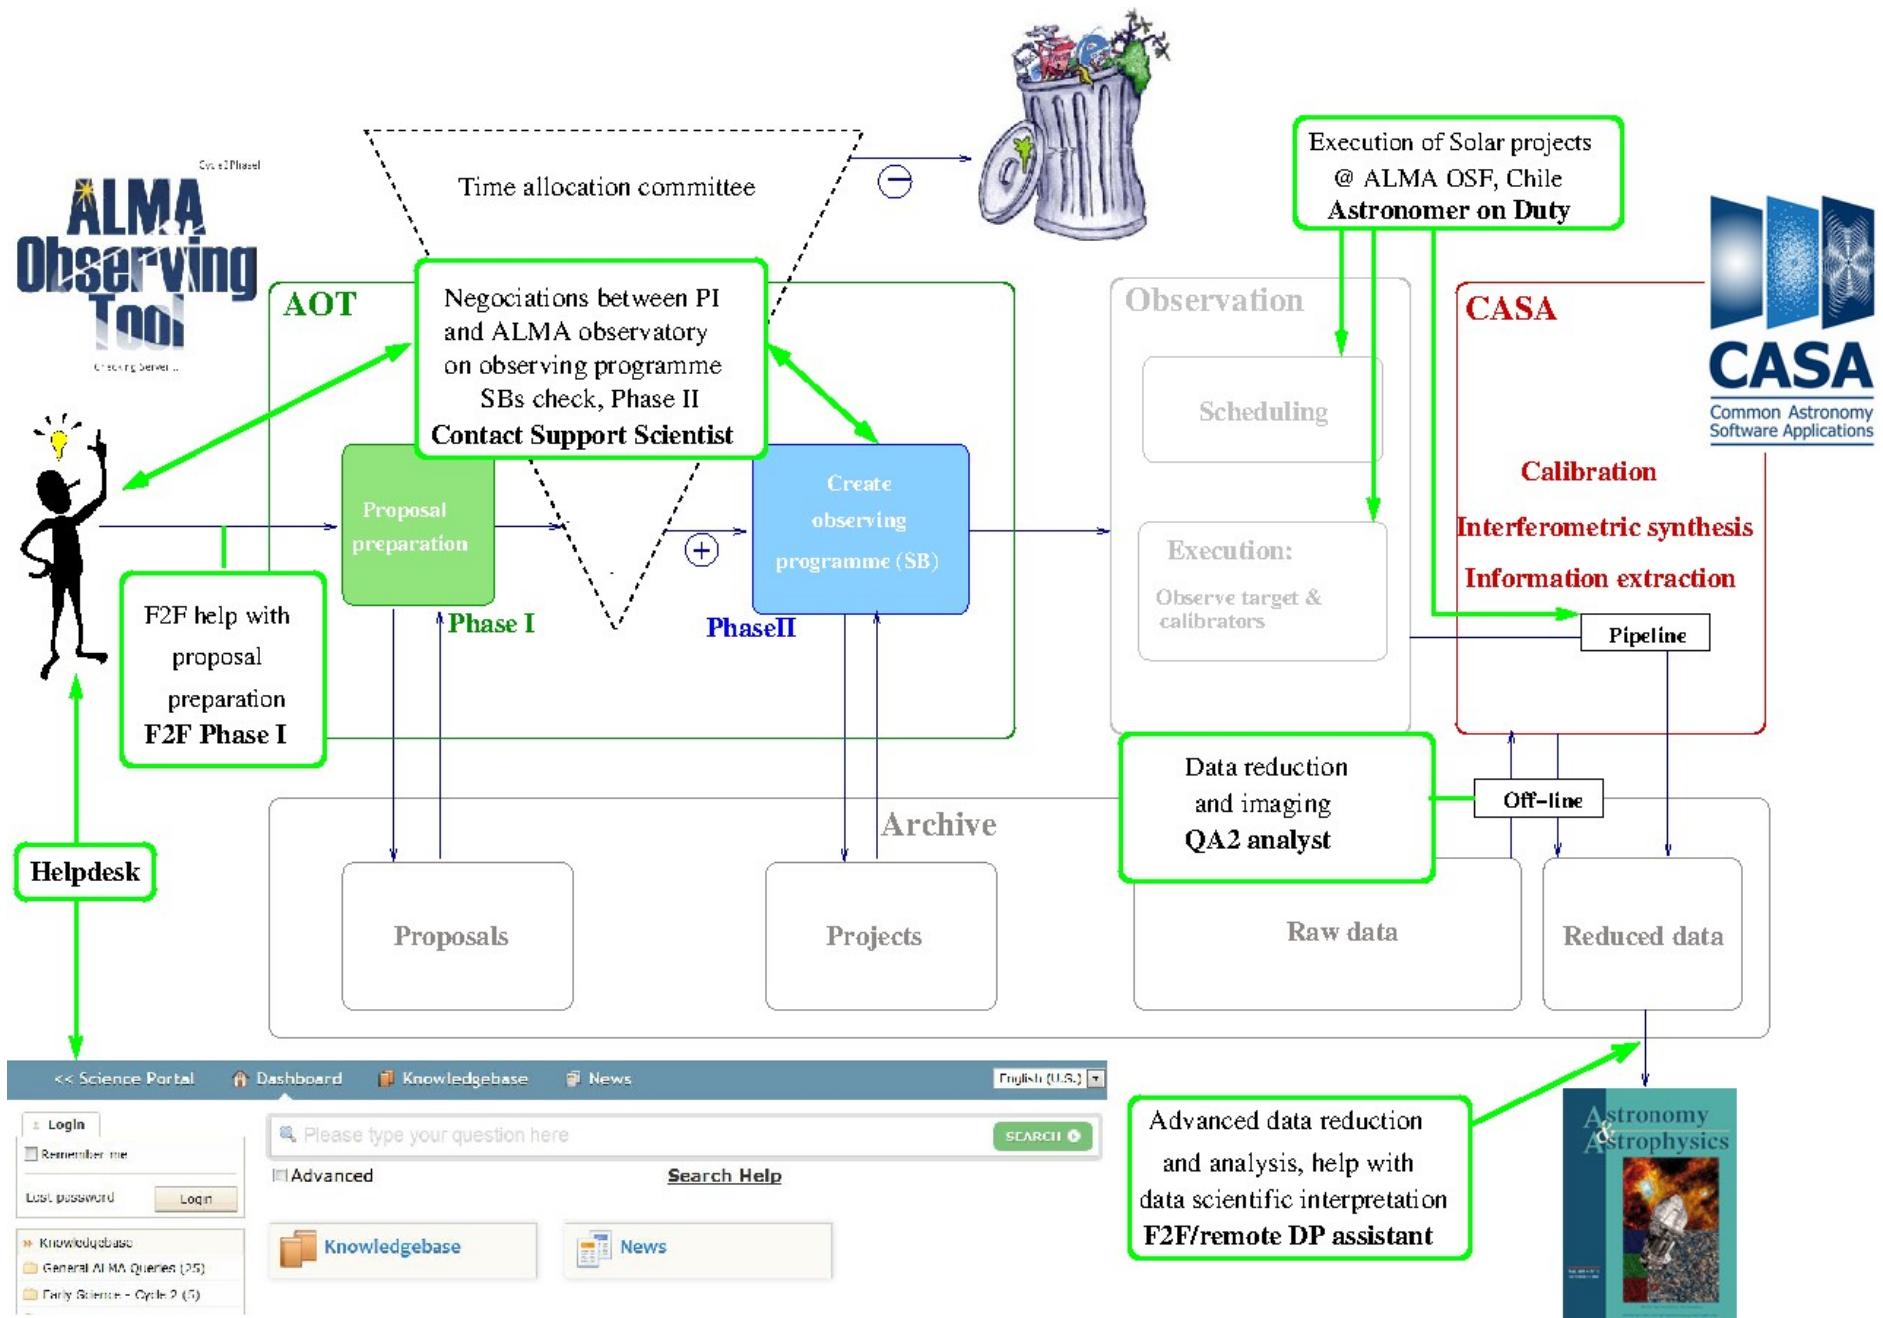 Cycle 2 Phase I
ALMA
Observing
Tool
Checking Server...
Time allocation committee
−
Execution of Solar projects
@ ALMA OSF, Chile
Astronomer on Duty
AOT
Negociations between PI
and ALMA observatory
on observing programme
SBs check, Phase II
Contact Support Scientist
Observation
CASA
CASA
Common Astronomy
Software Applications
Scheduling
Calibration
Interferometric synthesis
Information extraction
Pipeline
Proposal
preparation
Phase I
+
Create
observing
programme (SB)
PhaseII
Execution:
Observe target &
calibrators
F2F help with
proposal
preparation
F2F Phase I
Data reduction
and imaging
QA2 analyst
Off-line
Helpdesk
Archive
Proposals
Projects
Raw data
Reduced data
<< Science Portal
Dashboard
Knowledgebase
News
English (U.S.)
Login
Remember me
Lost password
Login
Please type your question here
SEARCH
Advanced
Search Help
Knowledgebase
General ALMA Queries (25)
Early Science - Cycle 2 (5)
Knowledgebase
News
Advanced data reduction
and analysis, help with
data scientific interpretation
F2F/remote DP assistant
Astronomy
&
Astrophysics